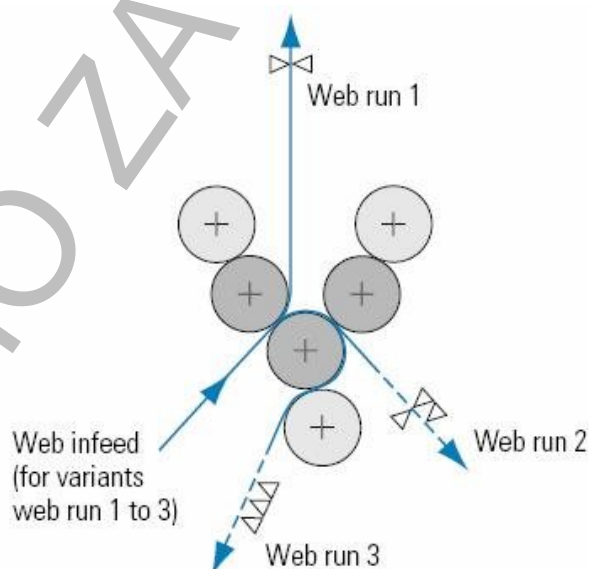 Web run 1
Web infeed
(for variants
web run 1 to 3)
Web run 2
Web run 3